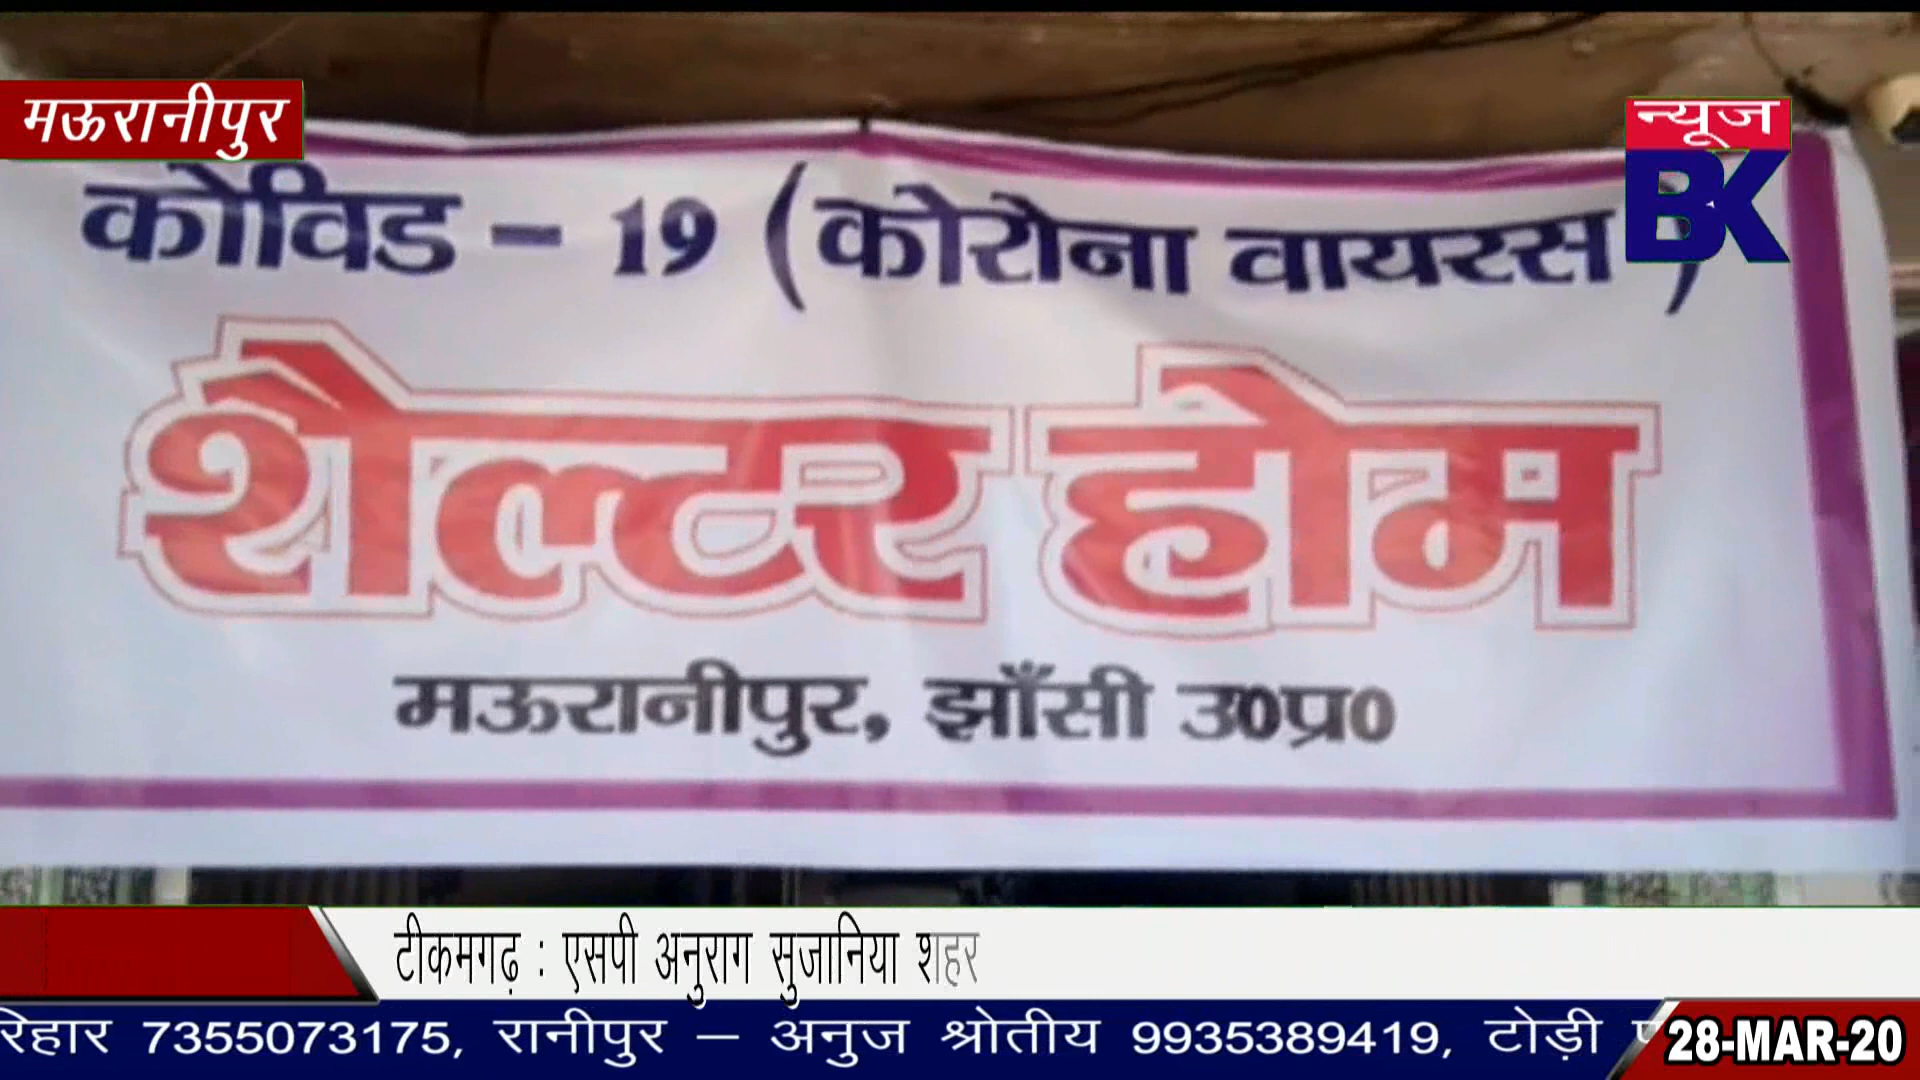 मऊरानीपुर
न्यूज
BK
कोविड - 19 (कोरोना वायरस )
शैल्टर होम
मऊरानीपुर, झाँसी उ0प्र0
टीकमगढ़ : एसपी अनुराग सुजानिया शहर
रिहार 7355073175, रानीपुर – अनुज श्रोतीय 9935389419, टोड़ी
28-MAR-20